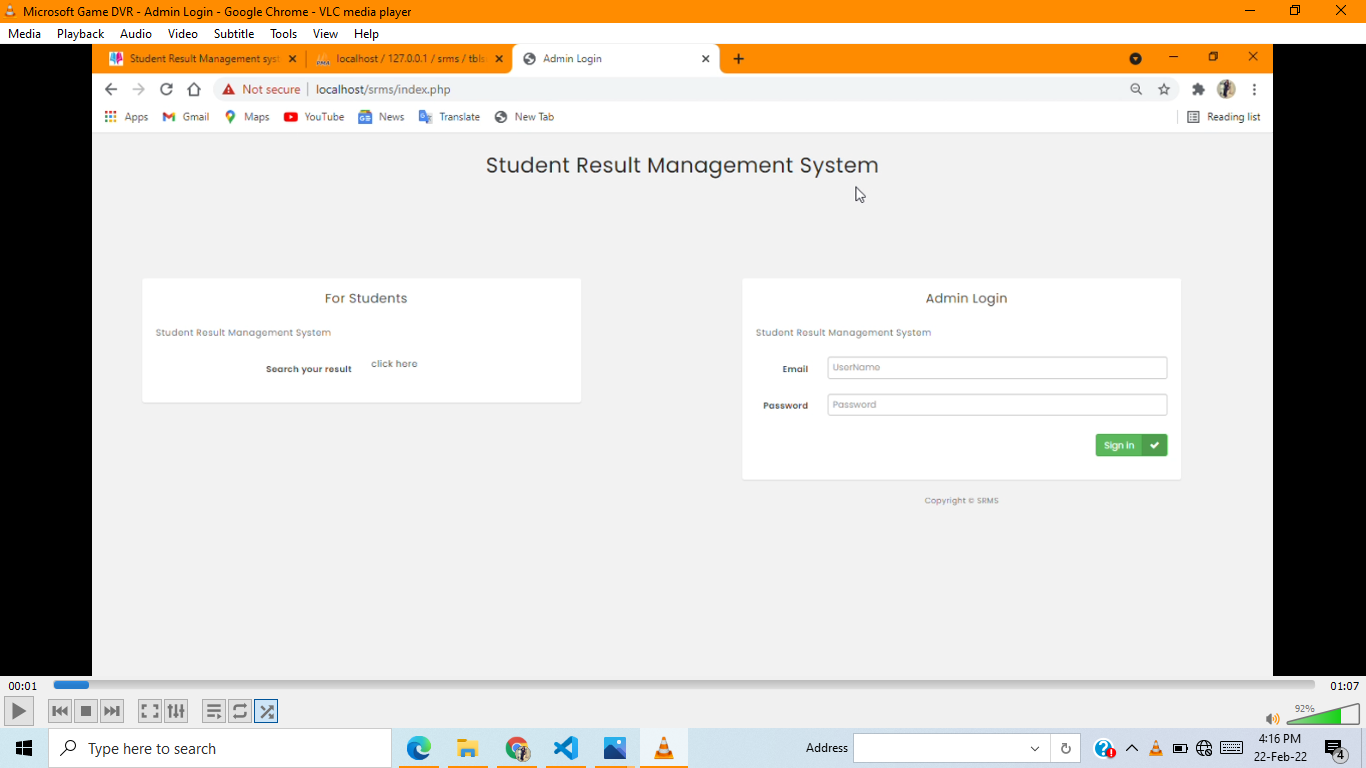 Microsoft Game DVR - Admin Login - Google Chrome - VLC media player
Media Playback Audio Video Subtitle Tools View Help
Student Result Management syst
localhost / 127.0.0.1 / srms / tbls
Admin Login
Not secure localhost/srms/index.php
Apps Gmail Maps YouTube News Translate New Tab Reading list
Student Result Management System
For Students
Student Result Management System
Search your result click here
Admin Login
Student Result Management System
Email UserName
Password Password
Sign in
Copyright © SRMS
00:01 01:07
92%
Type here to search
Address
4:16 PM
22-Feb-22
4